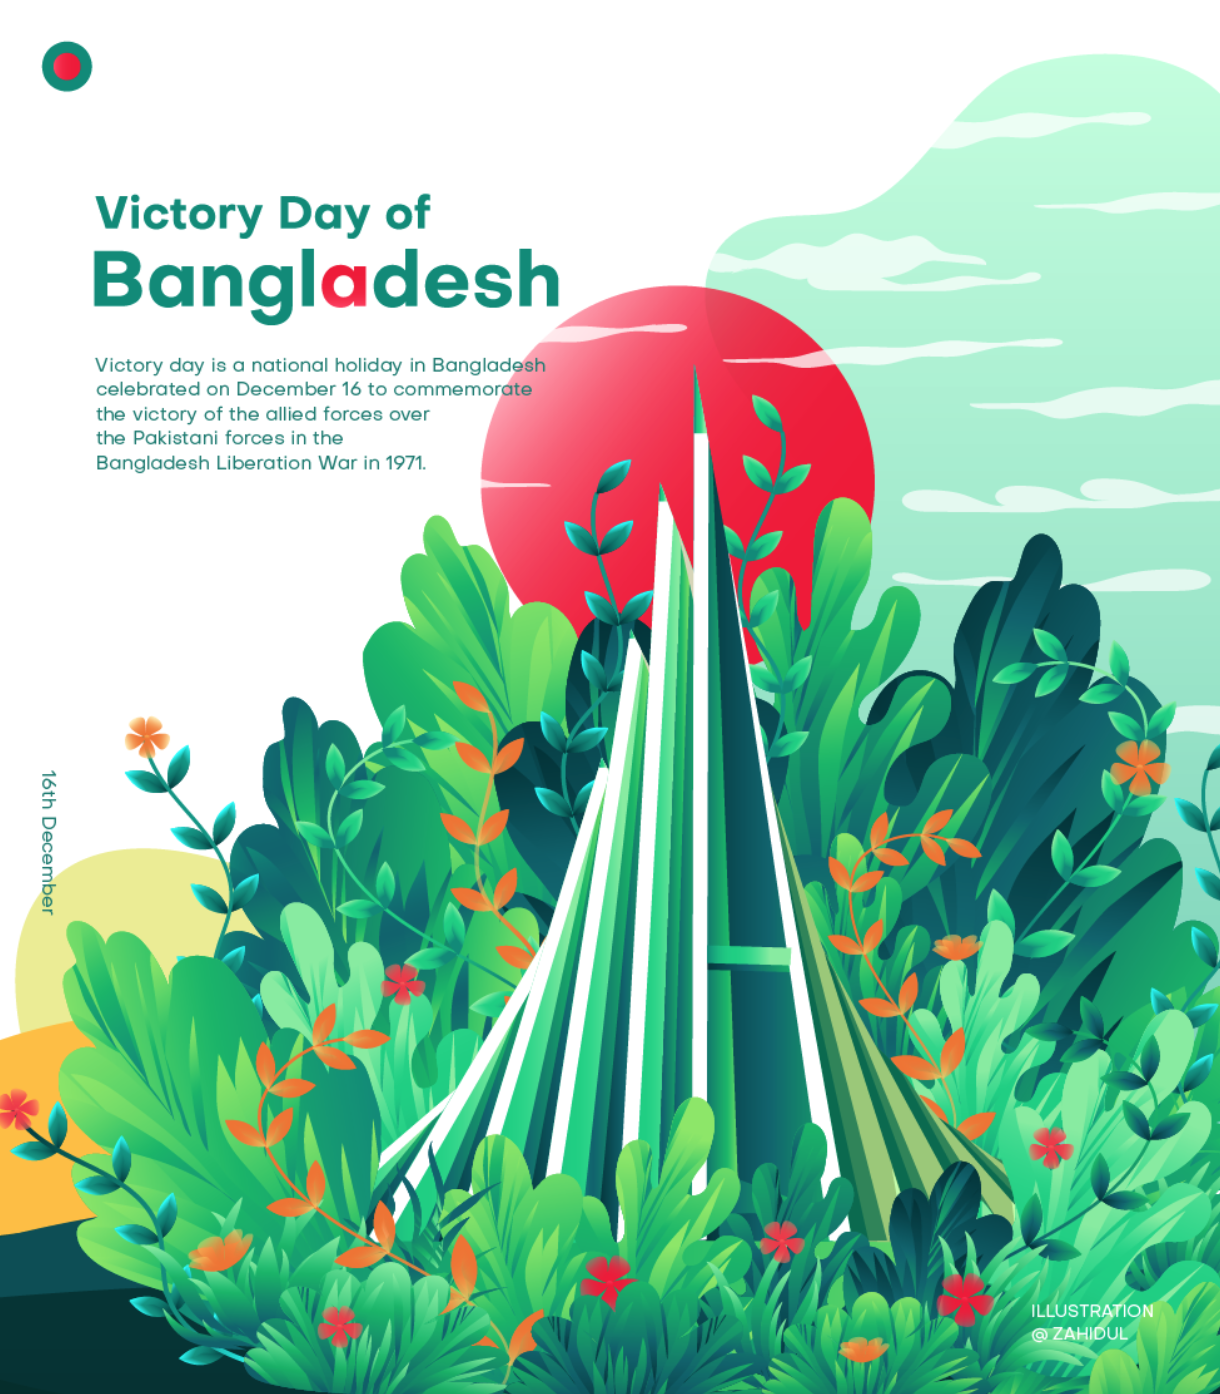 Victory Day of
Bangladesh
Victory day is a national holiday in Bangladesh
celebrated on December 16 to commemorate
the victory of the allied forces over
the Pakistani forces in the
Bangladesh Liberation War in 1971.
16th December
ILLUSTRATION
@ ZAHIDUL